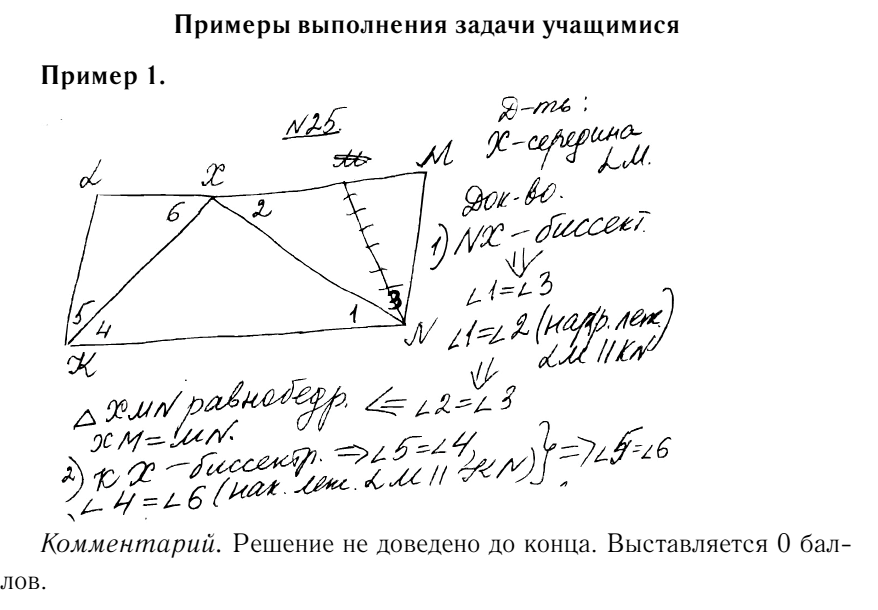 Примеры выполнения задачи учащимися
Пример 1.
N25.
Д-ть:
X-середина
LM.
L X M
6 2
5 4 1 3
K N
Док-во.
1) NX – биссект.
⇓
∠1=∠3
∠1=∠2 (накр. леж.)
LM || KN
⇓
△ XMN равнобедр. ⇐ ∠2=∠3
XM=MN.
2) KX – биссектр. ⇒ ∠5=∠4,
∠4=∠6 (нак. леж. LM || KN) } ⇒ ∠5=∠6
Комментарий. Решение не доведено до конца. Выставляется 0 бал-
лов.